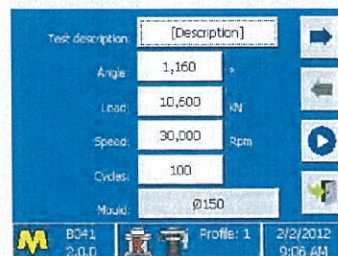 Test description: [Description]
Angle: 1,160 °
Load: 10,600 kN
Speed: 30,000 Rpm
Cycles: 100
Mould: Ø150
B041 2.0.0
Profile: 1
2/2/2012 9:06 AM